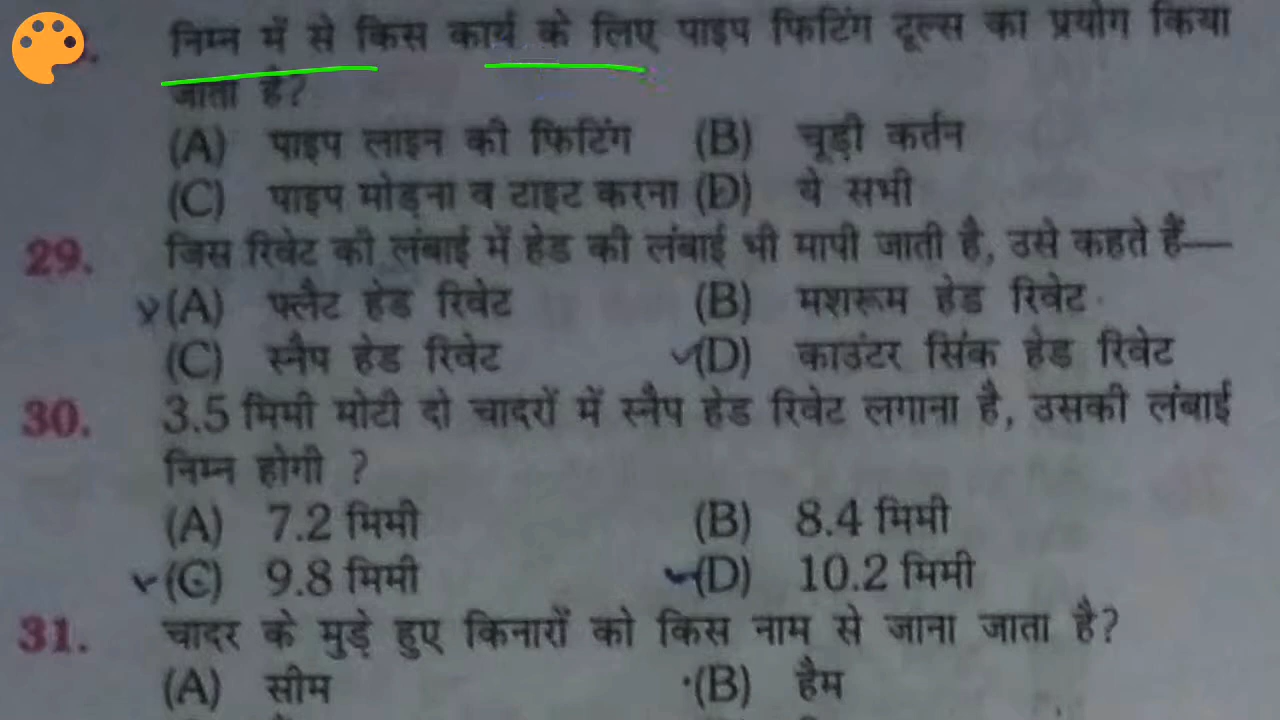 निम्न में से किस कार्य के लिए पाइप फिटिंग टूल्स का प्रयोग किया
जाता है?
(A) पाइप लाइन की फिटिंग (B) चूड़ी कर्तन
(C) पाइप मोड़ना व टाइट करना (D) ये सभी
29. जिस रिवेट की लंबाई में हेड की लंबाई भी मापी जाती है, उसे कहते हैं—
(A) फ्लैट हेड रिवेट (B) मशरूम हेड रिवेट
(C) स्नैप हेड रिवेट (D) काउंटर सिंक हेड रिवेट
30. 3.5 मिमी मोटी दो चादरों में स्नैप हेड रिवेट लगाना है, उसकी लंबाई
निम्न होगी ?
(A) 7.2 मिमी (B) 8.4 मिमी
(C) 9.8 मिमी (D) 10.2 मिमी
31. चादर के मुड़े हुए किनारों को किस नाम से जाना जाता है?
(A) सीम (B) हैम